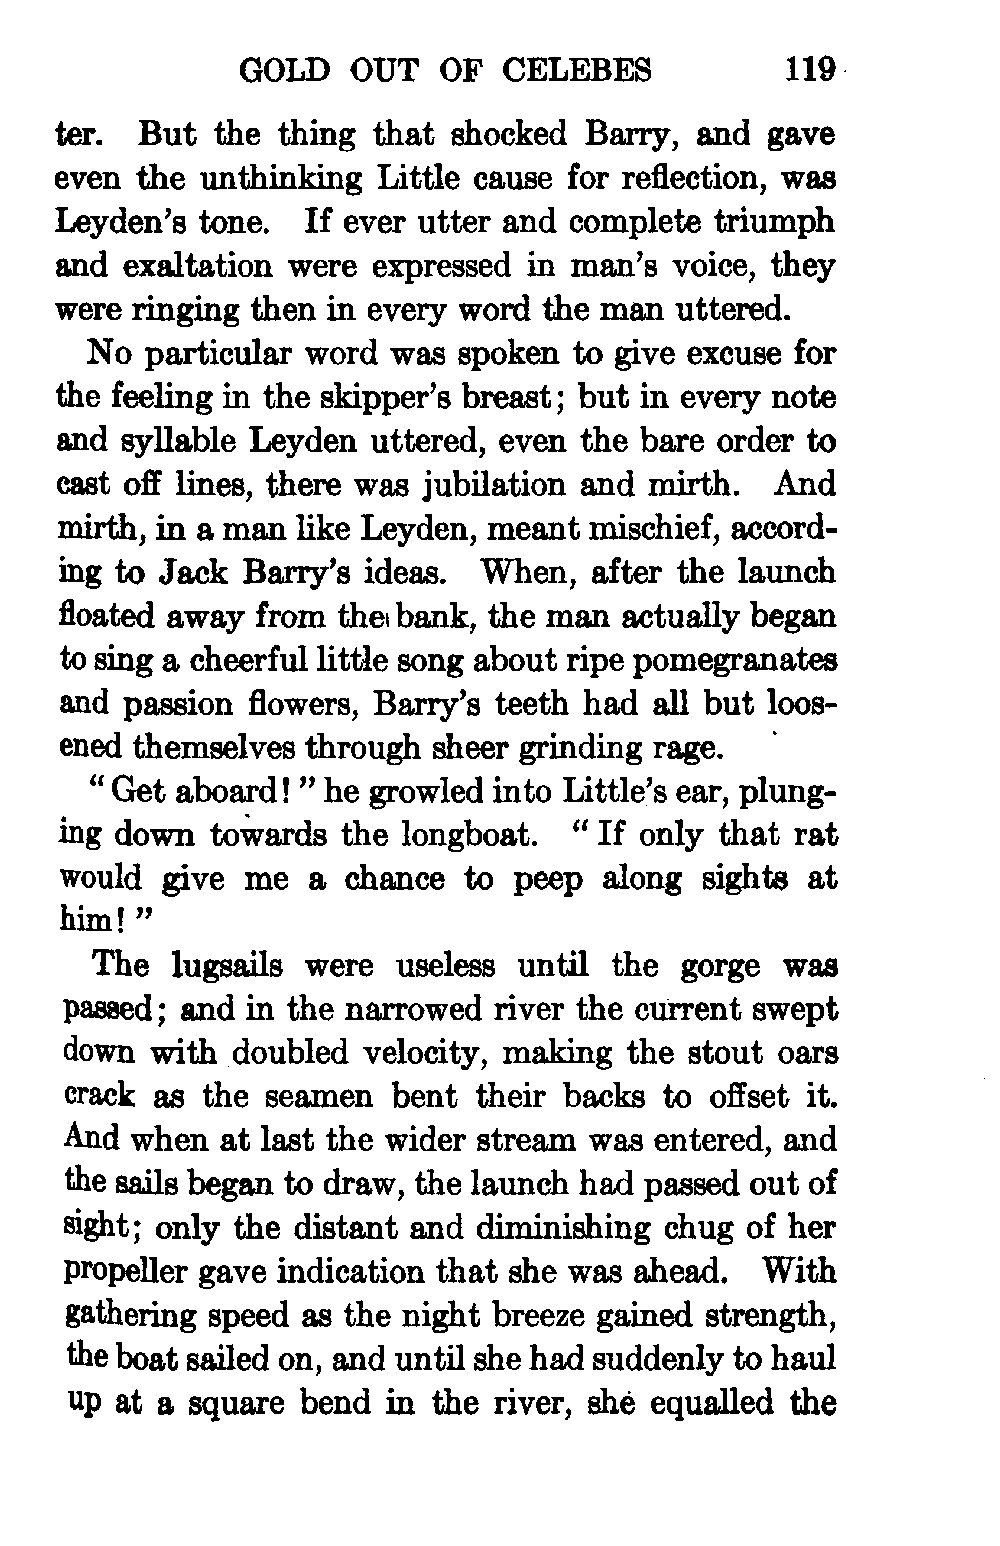 GOLD OUT OF CELEBES 119
ter. But the thing that shocked Barry, and gave
even the unthinking Little cause for reflection, was
Leyden's tone. If ever utter and complete triumph
and exaltation were expressed in man's voice, they
were ringing then in every word the man uttered.
No particular word was spoken to give excuse for
the feeling in the skipper's breast; but in every note
and syllable Leyden uttered, even the bare order to
cast off lines, there was jubilation and mirth. And
mirth, in a man like Leyden, meant mischief, accord-
ing to Jack Barry's ideas. When, after the launch
floated away from the bank, the man actually began
to sing a cheerful little song about ripe pomegranates
and passion flowers, Barry's teeth had all but loos-
ened themselves through sheer grinding rage.
"Get aboard!" he growled into Little's ear, plung-
ing down towards the longboat. "If only that rat
would give me a chance to peep along sights at
him!"
The lugsails were useless until the gorge was
passed; and in the narrowed river the current swept
down with doubled velocity, making the stout oars
crack as the seamen bent their backs to offset it.
And when at last the wider stream was entered, and
the sails began to draw, the launch had passed out of
sight; only the distant and diminishing chug of her
propeller gave indication that she was ahead. With
gathering speed as the night breeze gained strength,
the boat sailed on, and until she had suddenly to haul
up at a square bend in the river, she equalled the